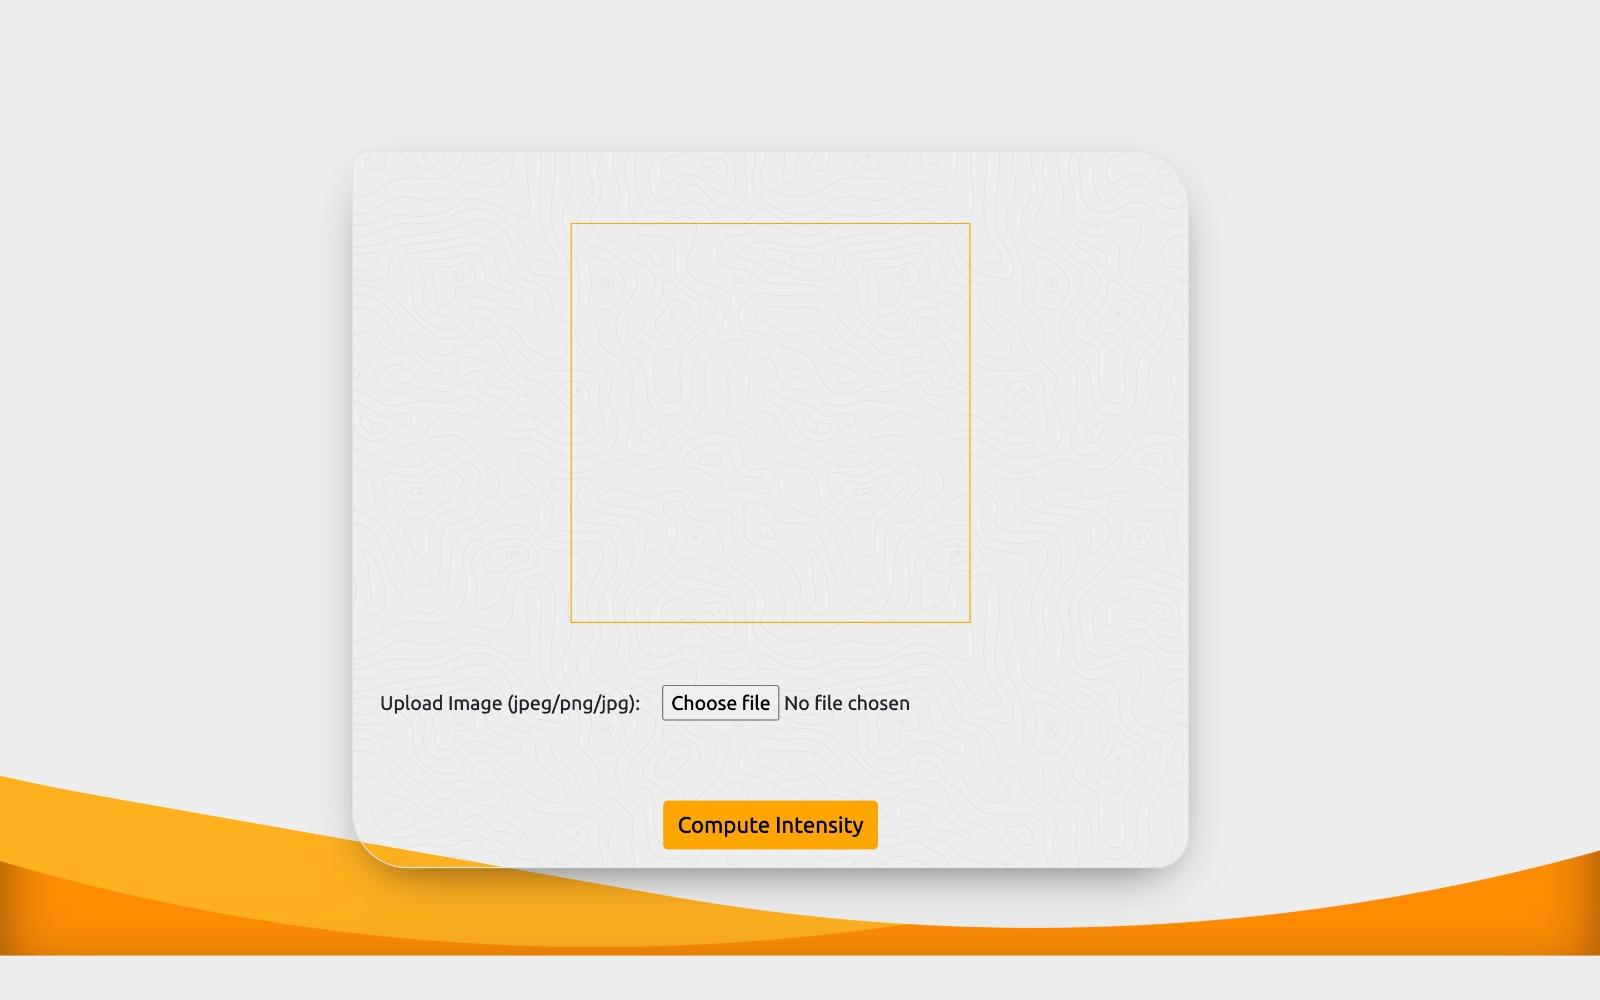 Upload Image (jpeg/png/jpg): Choose file No file chosen
Compute Intensity